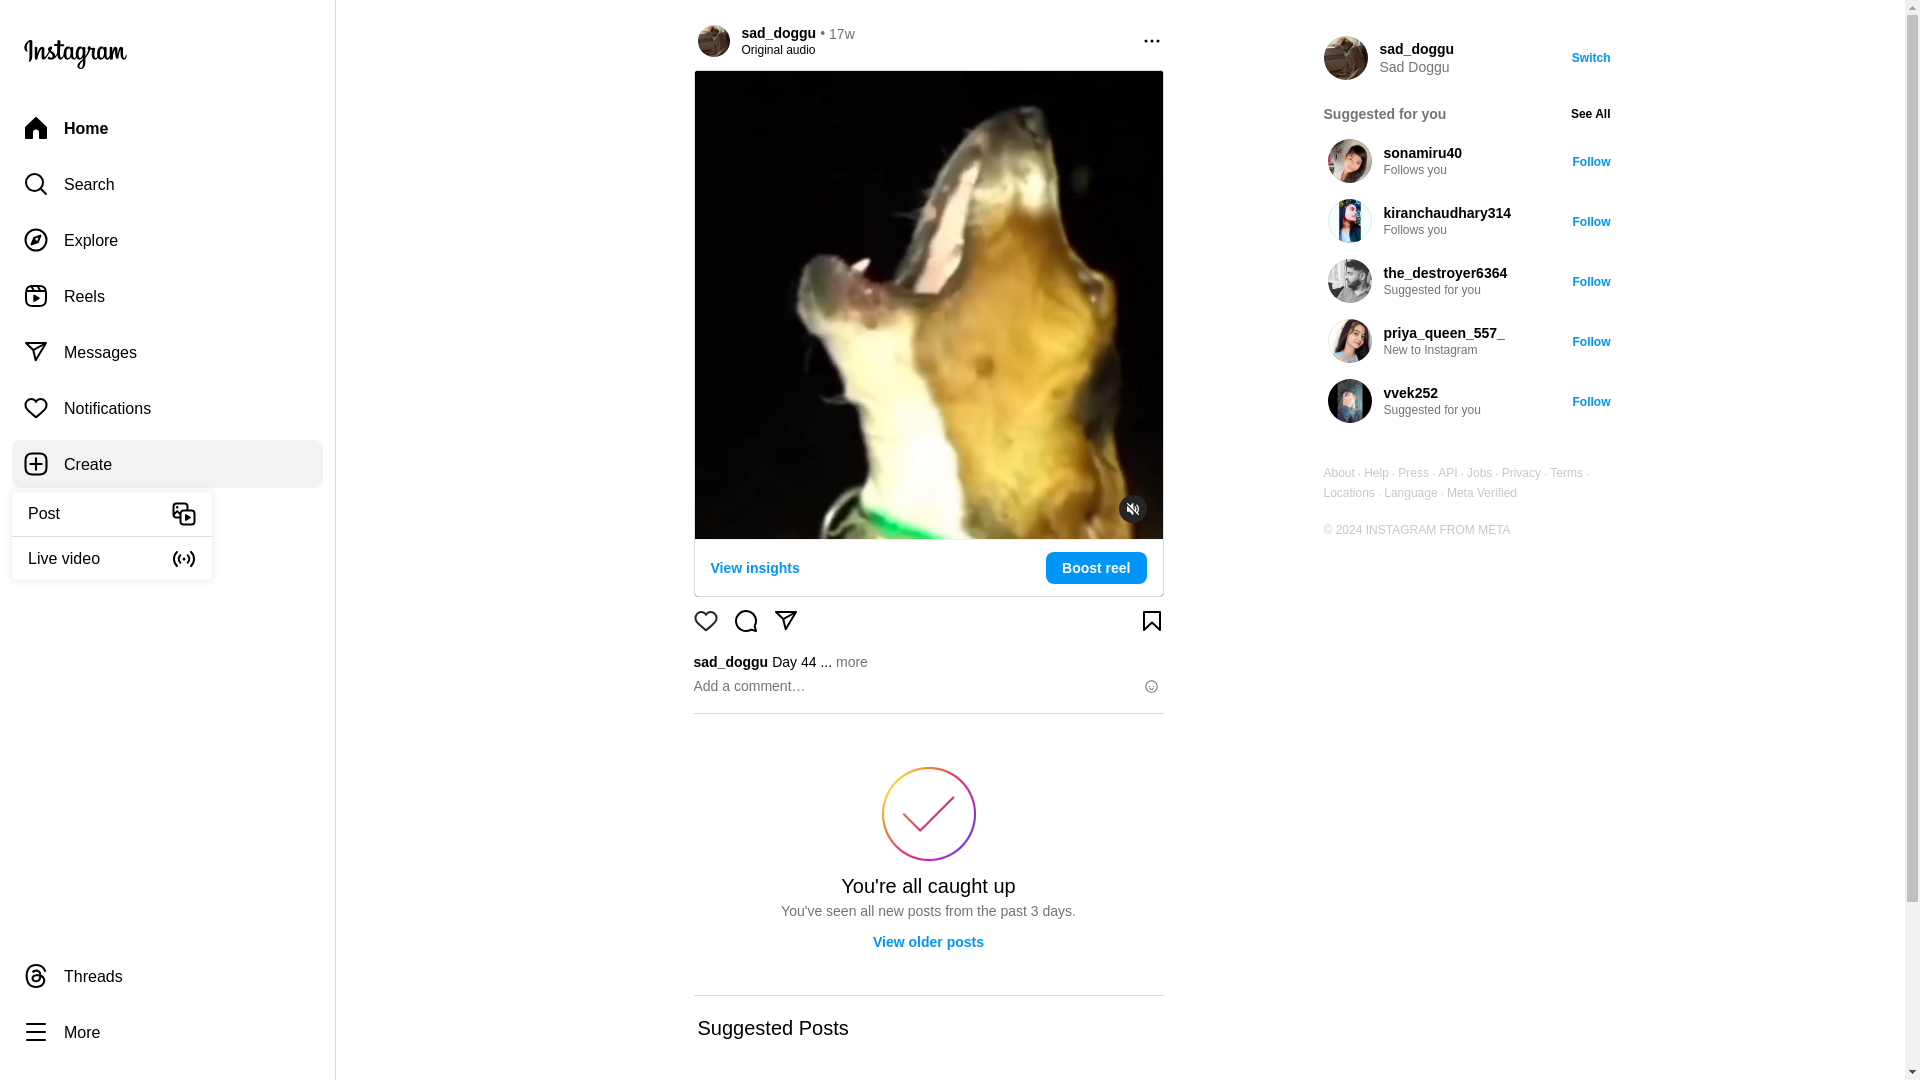 Instagram
Home
Search
Explore
Reels
Messages
Notifications
Create
Post
Live video
Threads
More
sad_doggu • 17w
Original audio
View insights
Boost reel
sad_doggu Day 44 ... more
Add a comment…
You're all caught up
You've seen all new posts from the past 3 days.
View older posts
Suggested Posts
sad_doggu
Sad Doggu
Switch
Suggested for you
See All
sonamiru40
Follows you
Follow
kiranchaudhary314
Follows you
Follow
the_destroyer6364
Suggested for you
Follow
priya_queen_557_
New to Instagram
Follow
vvek252
Suggested for you
Follow
About · Help · Press · API · Jobs · Privacy · Terms ·
Locations · Language · Meta Verified
© 2024 INSTAGRAM FROM META